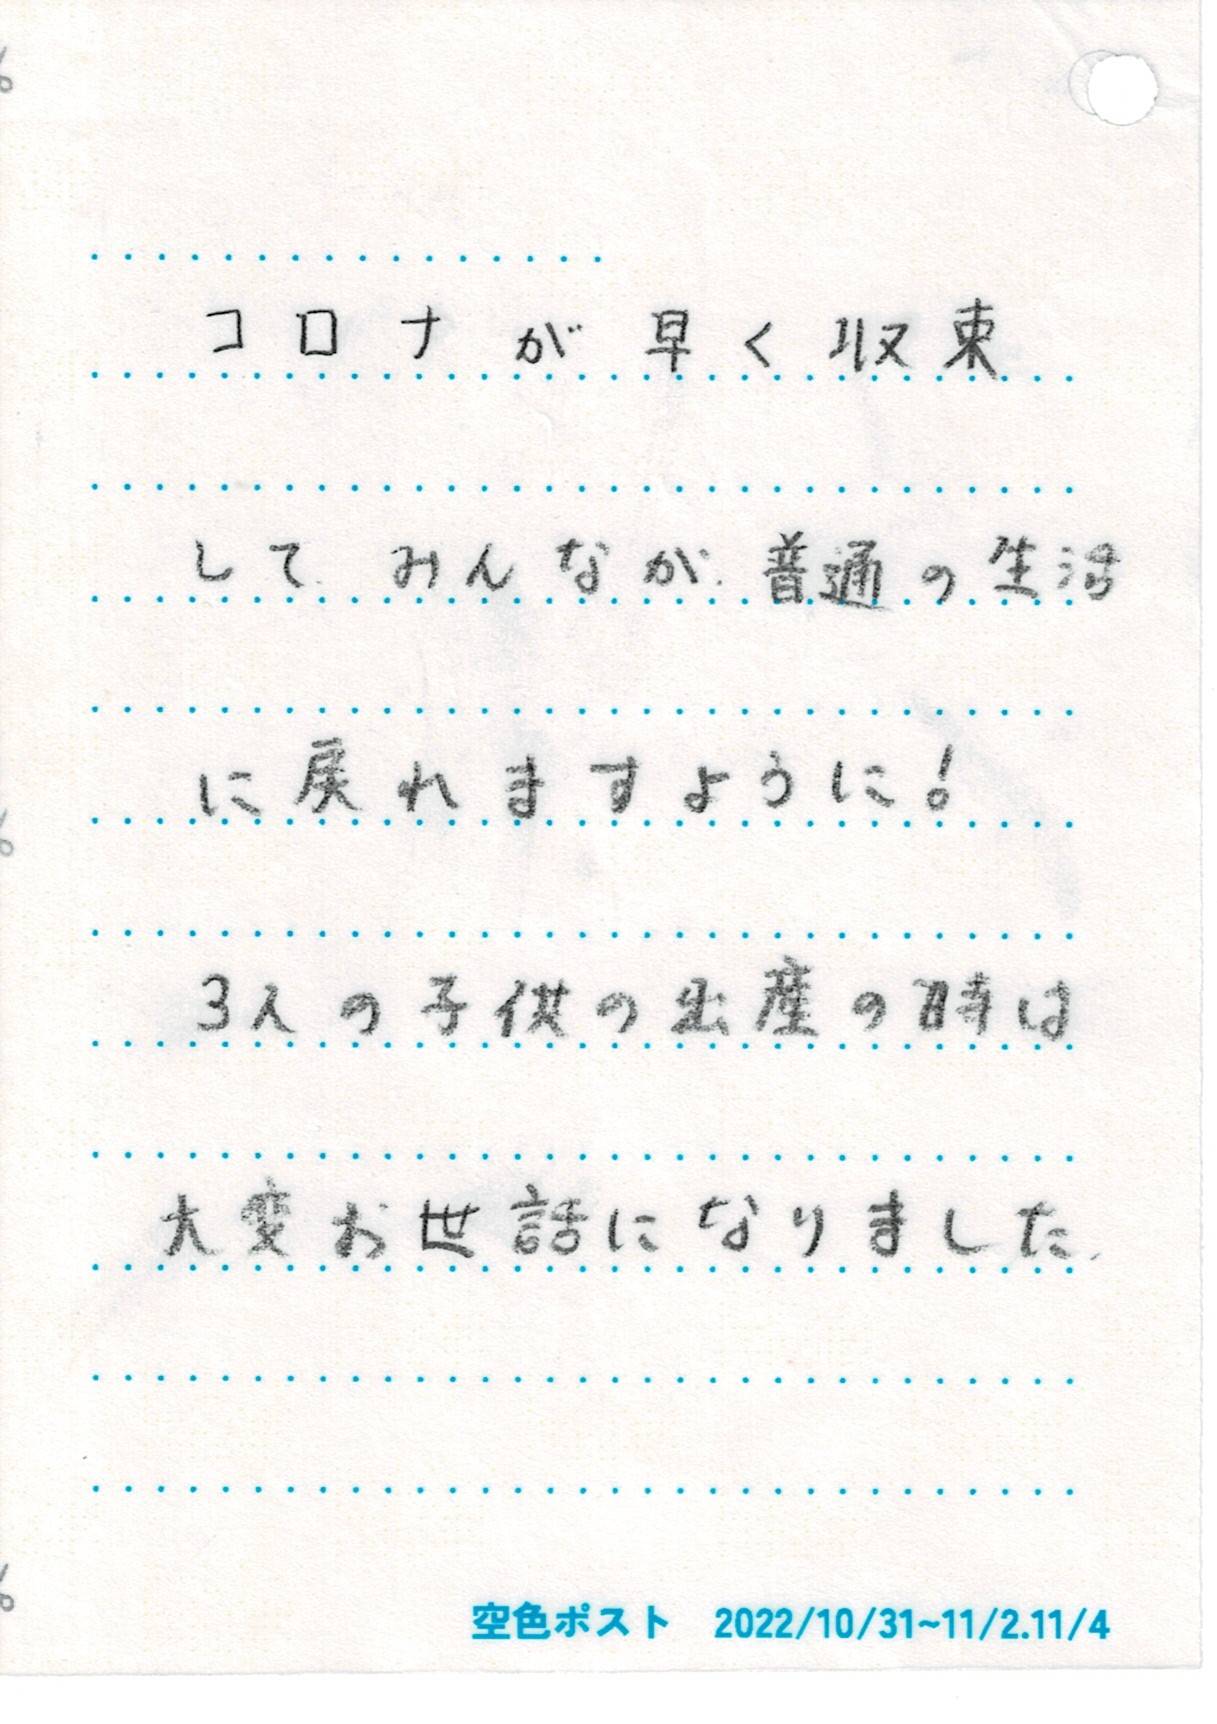 コロナが早く収束
して みんなが 普通の生活
に戻れますように!
3人の子供の出産の時は
大変お世話になりました.
空色ポスト 2022/10/31~11/2.11/4